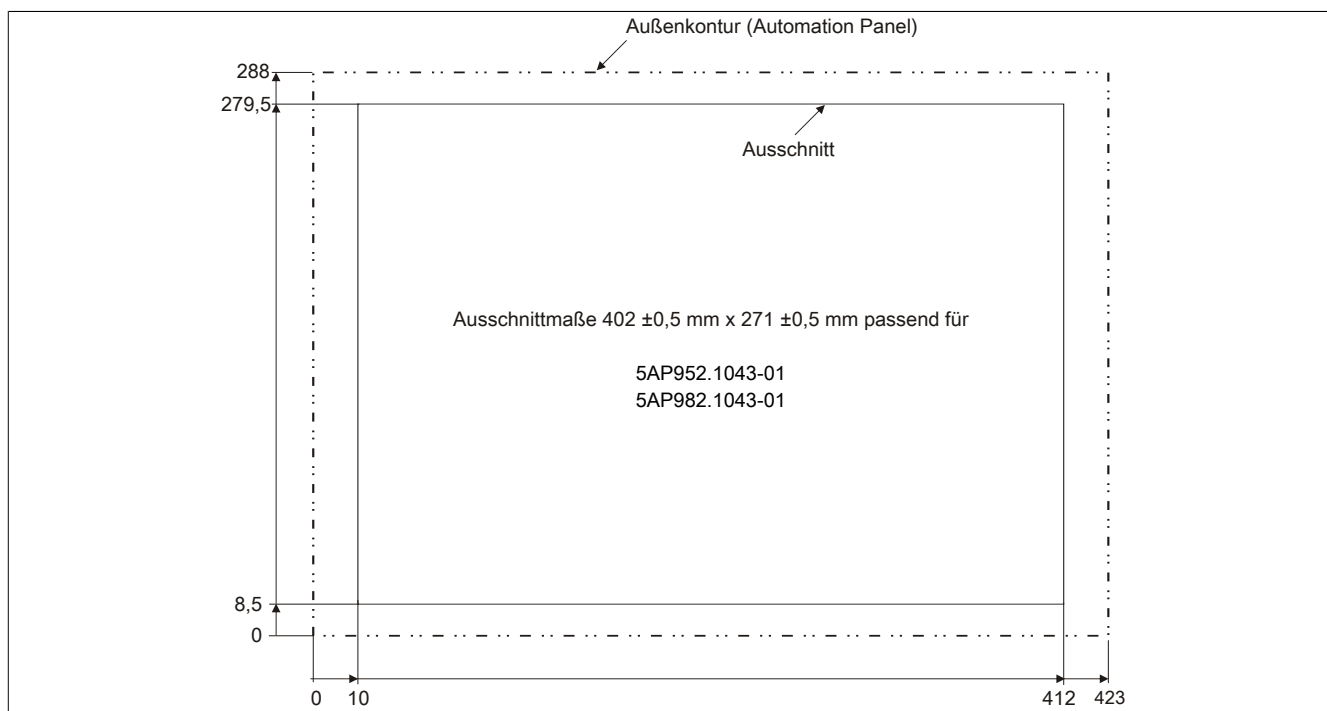 Außenkontur (Automation Panel)
288
279,5
Ausschnitt
Ausschnittmaße 402 ±0,5 mm x 271 ±0,5 mm passend für
5AP952.1043-01
5AP982.1043-01
8,5
0
0 10 412 423